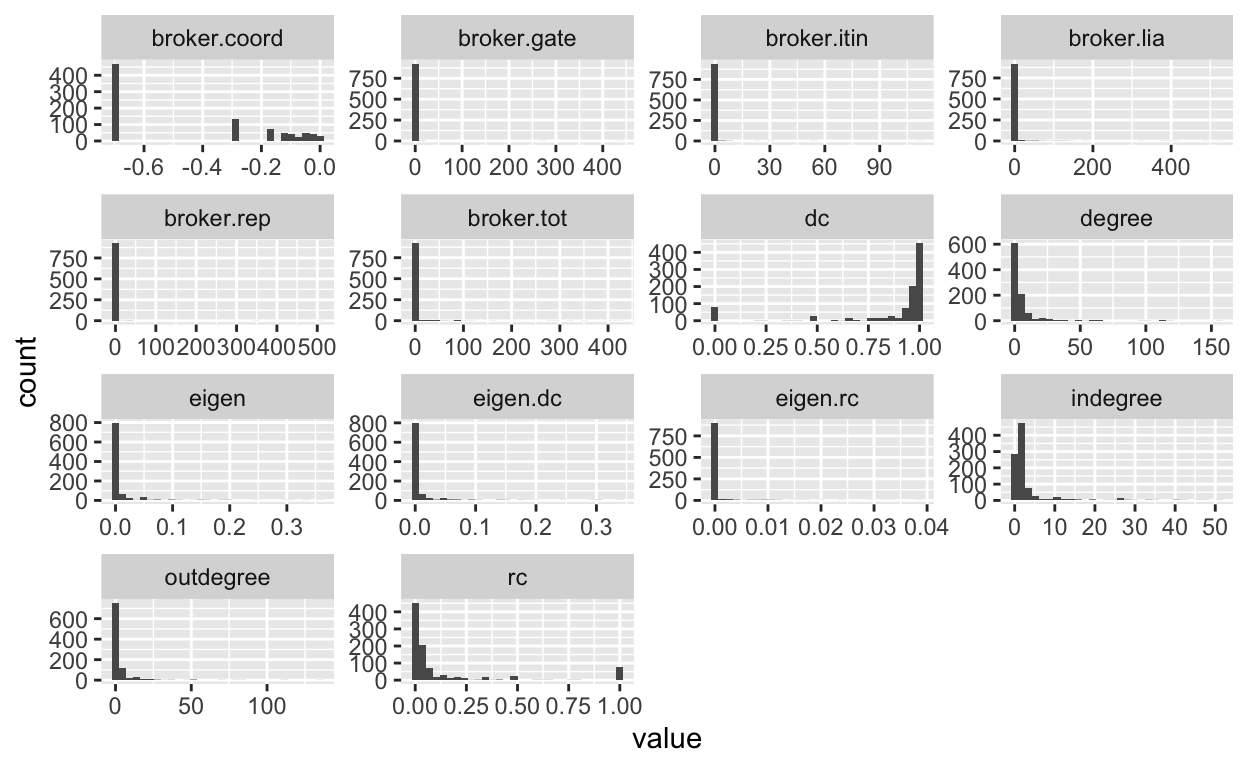 broker.coord broker.gate broker.itin broker.lia
400 300 200 100 0
750 500 250 0
750 500 250 0
750 500 250 0
-0.6 -0.4 -0.2 0.0
0 100 200 300 400
0 30 60 90
0 200 400
broker.rep broker.tot dc degree
750 500 250 0
750 500 250 0
400 300 200 100 0
600 400 200 0
0 100 200 300 400 500
0 100 200 300 400
0.00 0.25 0.50 0.75 1.00
0 50 100 150
count
eigen eigen.dc eigen.rc indegree
800 600 400 200 0
800 600 400 200 0
750 500 250 0
400 300 200 100 0
0.0 0.1 0.2 0.3
0.0 0.1 0.2 0.3
0.00 0.01 0.02 0.03 0.04
0 10 20 30 40 50
outdegree rc
600 400 200 0
400 300 200 100 0
0 50 100
0.00 0.25 0.50 0.75 1.00
value